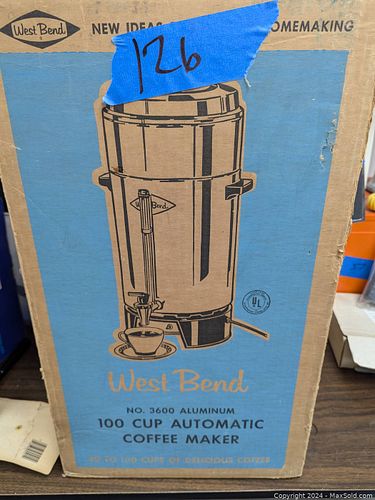 West Bend
NEW IDEAS OMEMAKING
126
West Bend
UL
West Bend
NO. 3600 ALUMINUM
100 CUP AUTOMATIC
COFFEE MAKER
TO 100 CUPS OF DELICIOUS COFFEE
Copyright 2024 - MaxSold.com